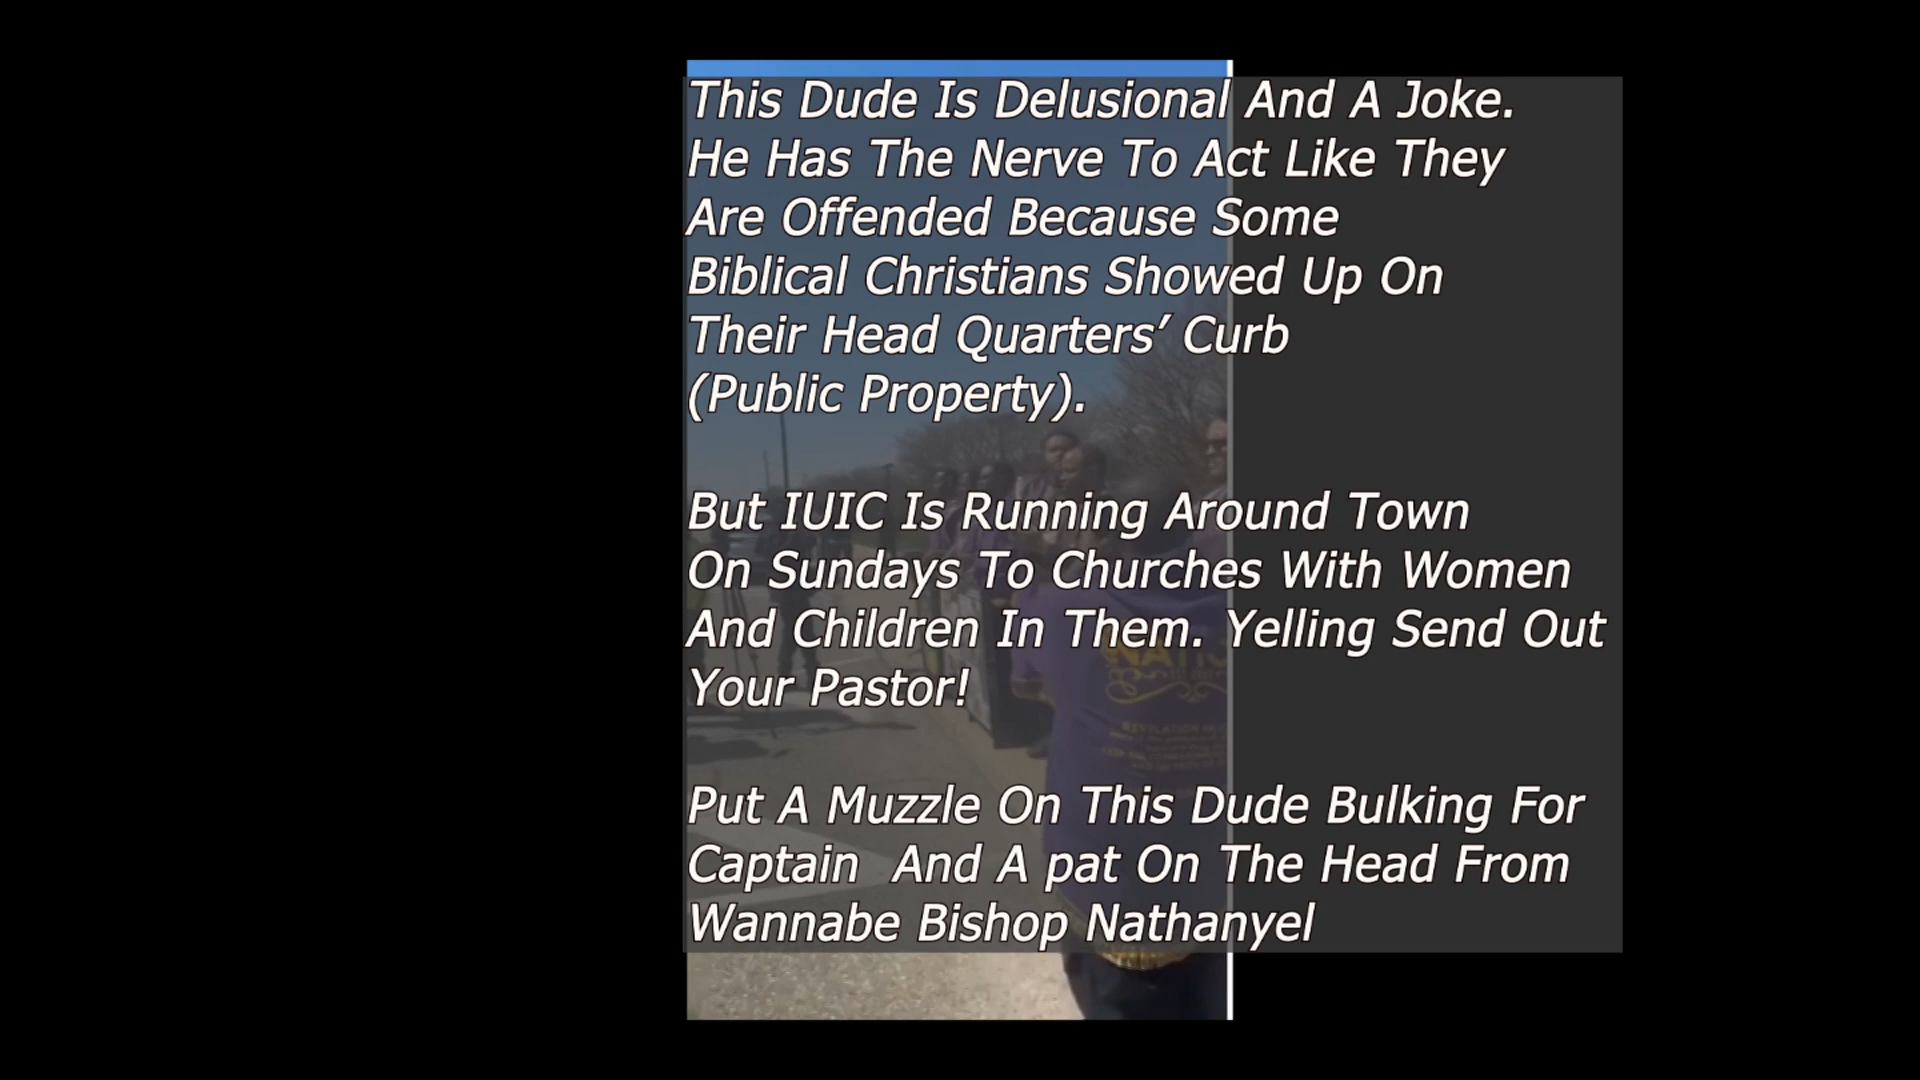 This Dude Is Delusional And A Joke.
He Has The Nerve To Act Like They
Are Offended Because Some
Biblical Christians Showed Up On
Their Head Quarters’ Curb
(Public Property).
But IUIC Is Running Around Town
On Sundays To Churches With Women
And Children In Them. Yelling Send Out
Your Pastor!
Put A Muzzle On This Dude Bulking For
Captain  And A pat On The Head From
Wannabe Bishop Nathanyel